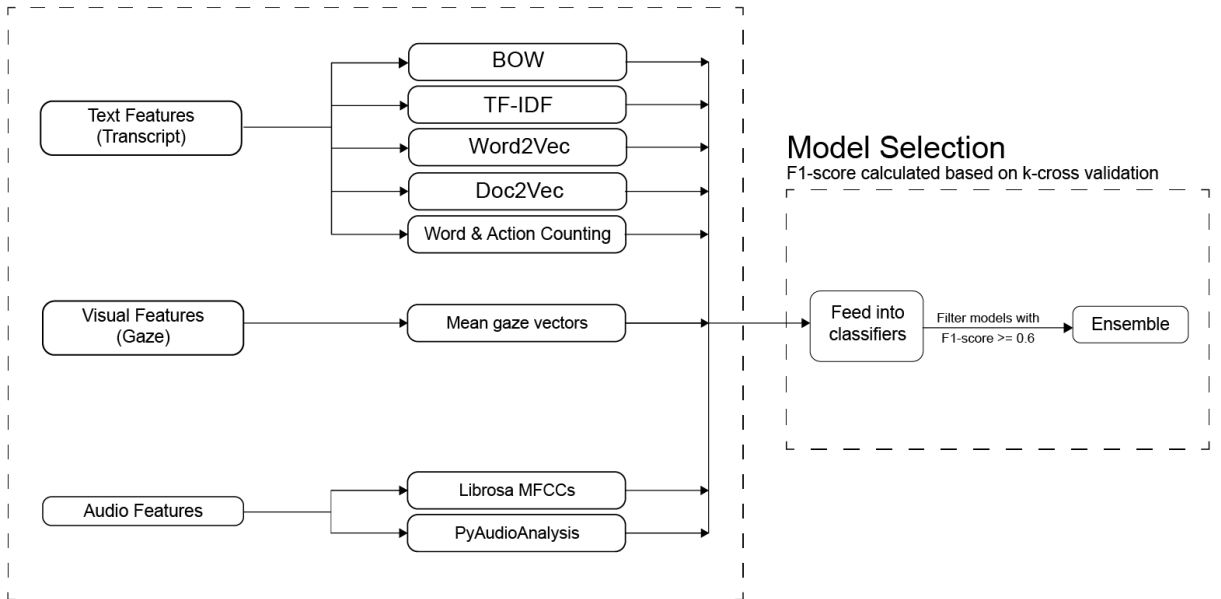 Text Features
(Transcript)
BOW
TF-IDF
Word2Vec
Doc2Vec
Word & Action Counting
Visual Features
(Gaze)
Mean gaze vectors
Audio Features
Librosa MFCCs
PyAudioAnalysis
Model Selection
F1-score calculated based on k-cross validation
Feed into
classifiers
Filter models with
F1-score >= 0.6
Ensemble